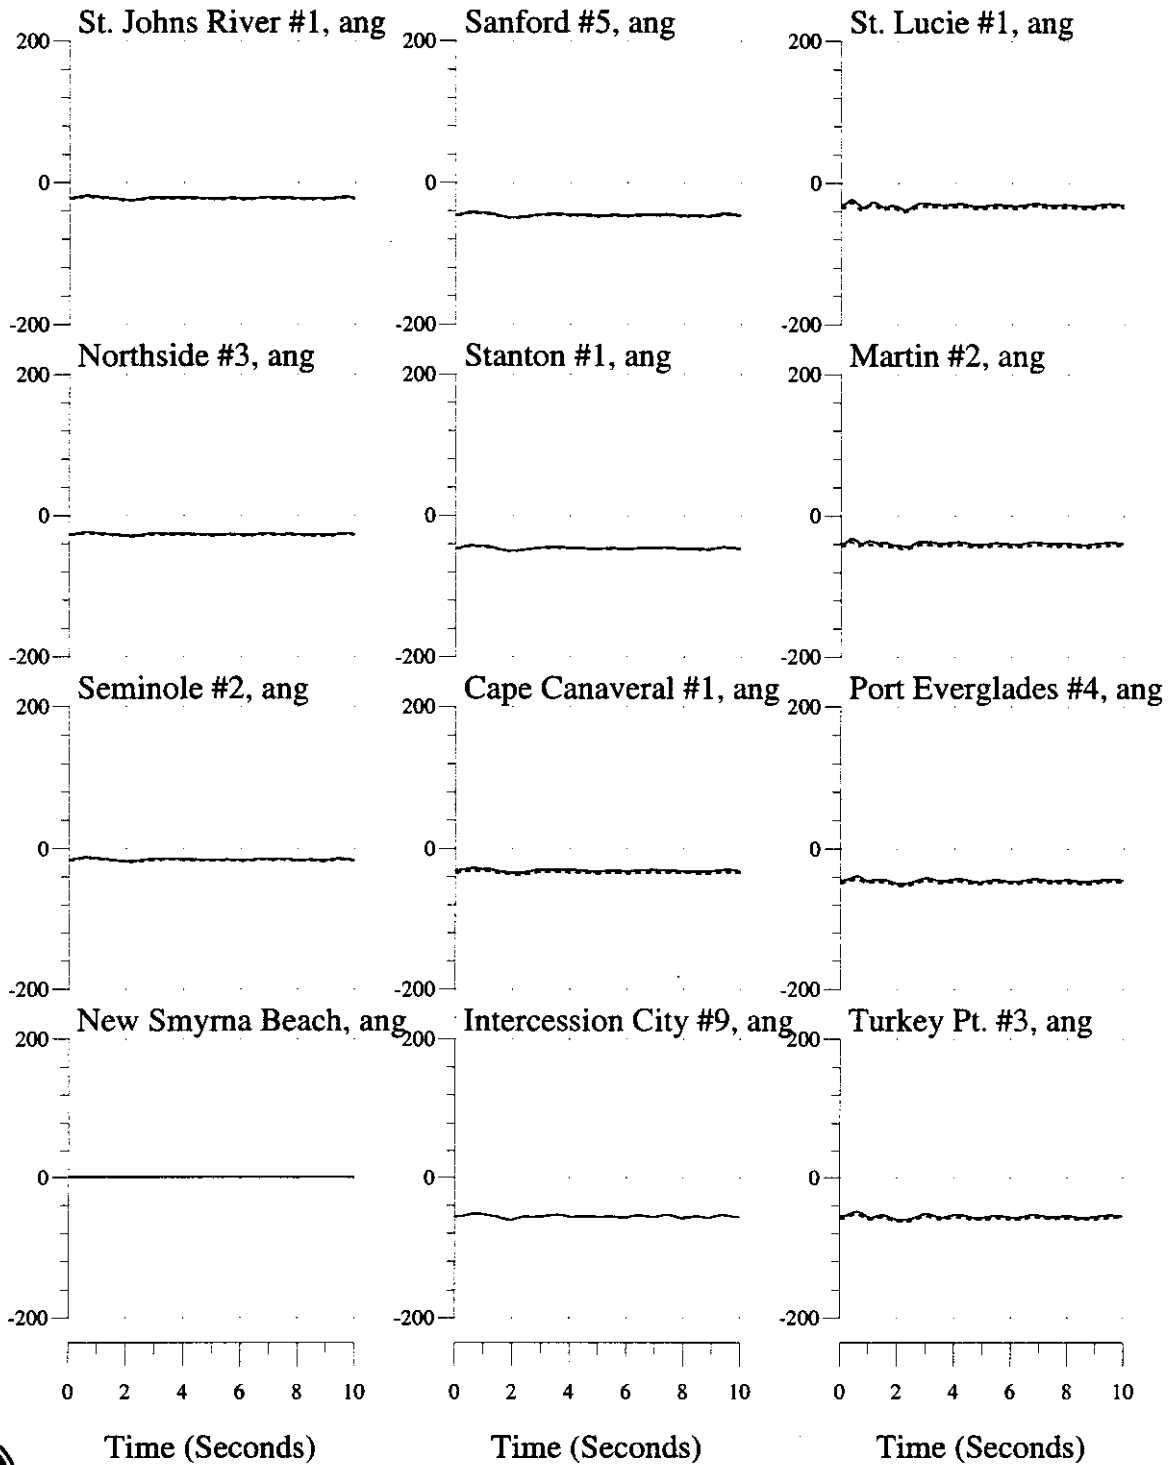 St. Johns River #1, ang
Sanford #5, ang
St. Lucie #1, ang
200
200
200
0
0
0
-200
-200
-200
Northside #3, ang
Stanton #1, ang
Martin #2, ang
200
200
200
0
0
0
-200
-200
-200
Seminole #2, ang
Cape Canaveral #1, ang
Port Everglades #4, ang
200
200
200
0
0
0
-200
-200
-200
New Smyrna Beach, ang
Intercession City #9, ang
Turkey Pt. #3, ang
200
200
200
0
0
0
-200
-200
-200
0 2 4 6 8 10
0 2 4 6 8 10
0 2 4 6 8 10
Time (Seconds)
Time (Seconds)
Time (Seconds)